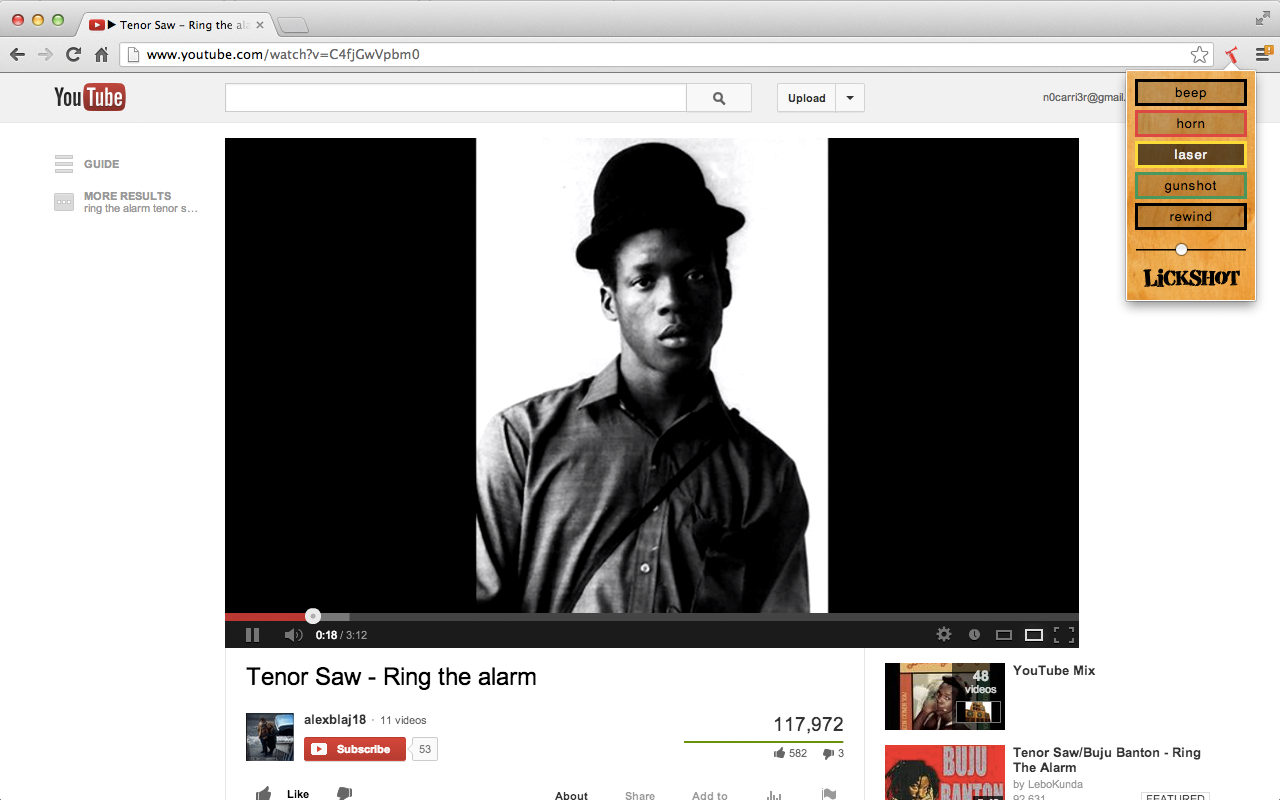 Tenor Saw - Ring the ala
www.youtube.com/watch?v=C4fjGwVpbm0
YouTube
Upload
n0carri3r@gmail.
beep
horn
laser
gunshot
rewind
LiCKSHOT
GUIDE
MORE RESULTS
ring the alarm tenor s...
0:18 / 3:12
Tenor Saw - Ring the alarm
alexblaj18 · 11 videos
Subscribe 53
117,972
582 3
Like
About Share Add to
48
videos
YouTube Mix
BUJU
BANTON
Tenor Saw/Buju Banton - Ring
The Alarm
by LeboKunda
92,631
FEATURED